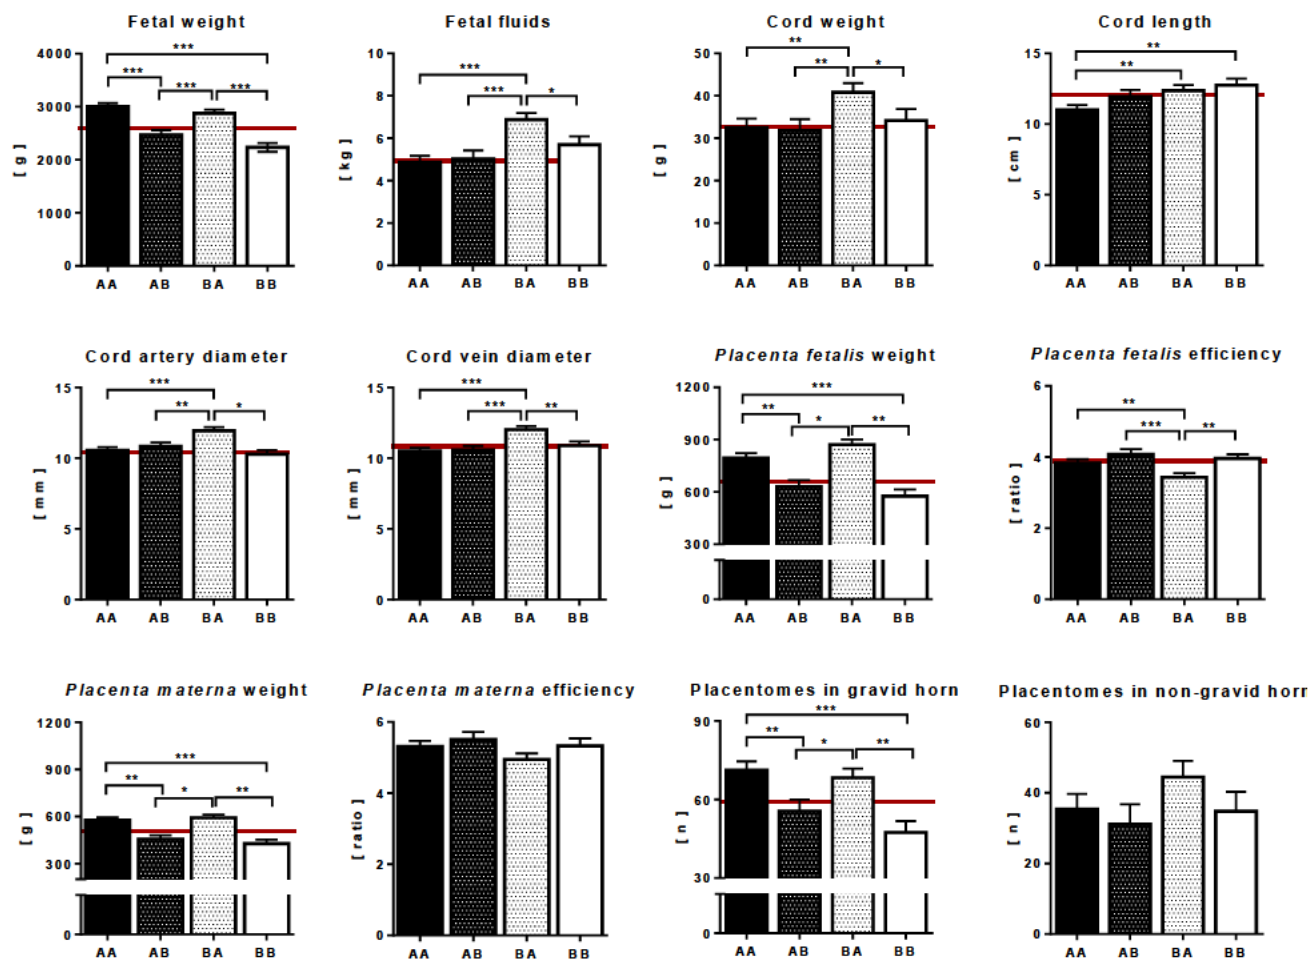 Fetal weight
4000
3000
2000
1000
0
[ g ]
***
***
***
***
AA AB BA BB
Fetal fluids
10
8
6
4
2
0
[ kg ]
***
***
*
AA AB BA BB
Cord weight
50
40
30
20
10
0
[ g ]
**
**
*
AA AB BA BB
Cord length
15
10
5
0
[ cm ]
**
**
AA AB BA BB
Cord artery diameter
15
10
5
0
[ mm ]
***
**
*
AA AB BA BB
Cord vein diameter
15
10
5
0
[ mm ]
***
***
**
AA AB BA BB
Placenta fetalis weight
1200
900
600
300
0
[ g ]
***
**
*
**
AA AB BA BB
Placenta fetalis efficiency
6
4
2
0
[ ratio ]
**
***
**
AA AB BA BB
Placenta materna weight
1200
900
600
300
0
[ g ]
***
**
*
**
AA AB BA BB
Placenta materna efficiency
6
4
2
0
[ ratio ]
AA AB BA BB
Placentomes in gravid horn
90
60
30
0
[ n ]
***
**
*
**
AA AB BA BB
Placentomes in non-gravid horn
60
40
20
0
[ n ]
AA AB BA BB